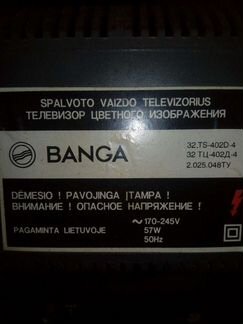 SPALVOTO VAIZDO TELEVIZORIUS
ТЕЛЕВИЗОР ЦВЕТНОГО ИЗОБРАЖЕНИЯ
BANGA
32.TS-402D-4
32 ТЦ-402Д-4
2.025.048ТУ
DĖMESIO ! PAVOJINGA ĮTAMPA !
ВНИМАНИЕ ! ОПАСНОЕ НАПРЯЖЕНИЕ !
~170-245V
PAGAMINTA LIETUVOJE 57W
50Hz